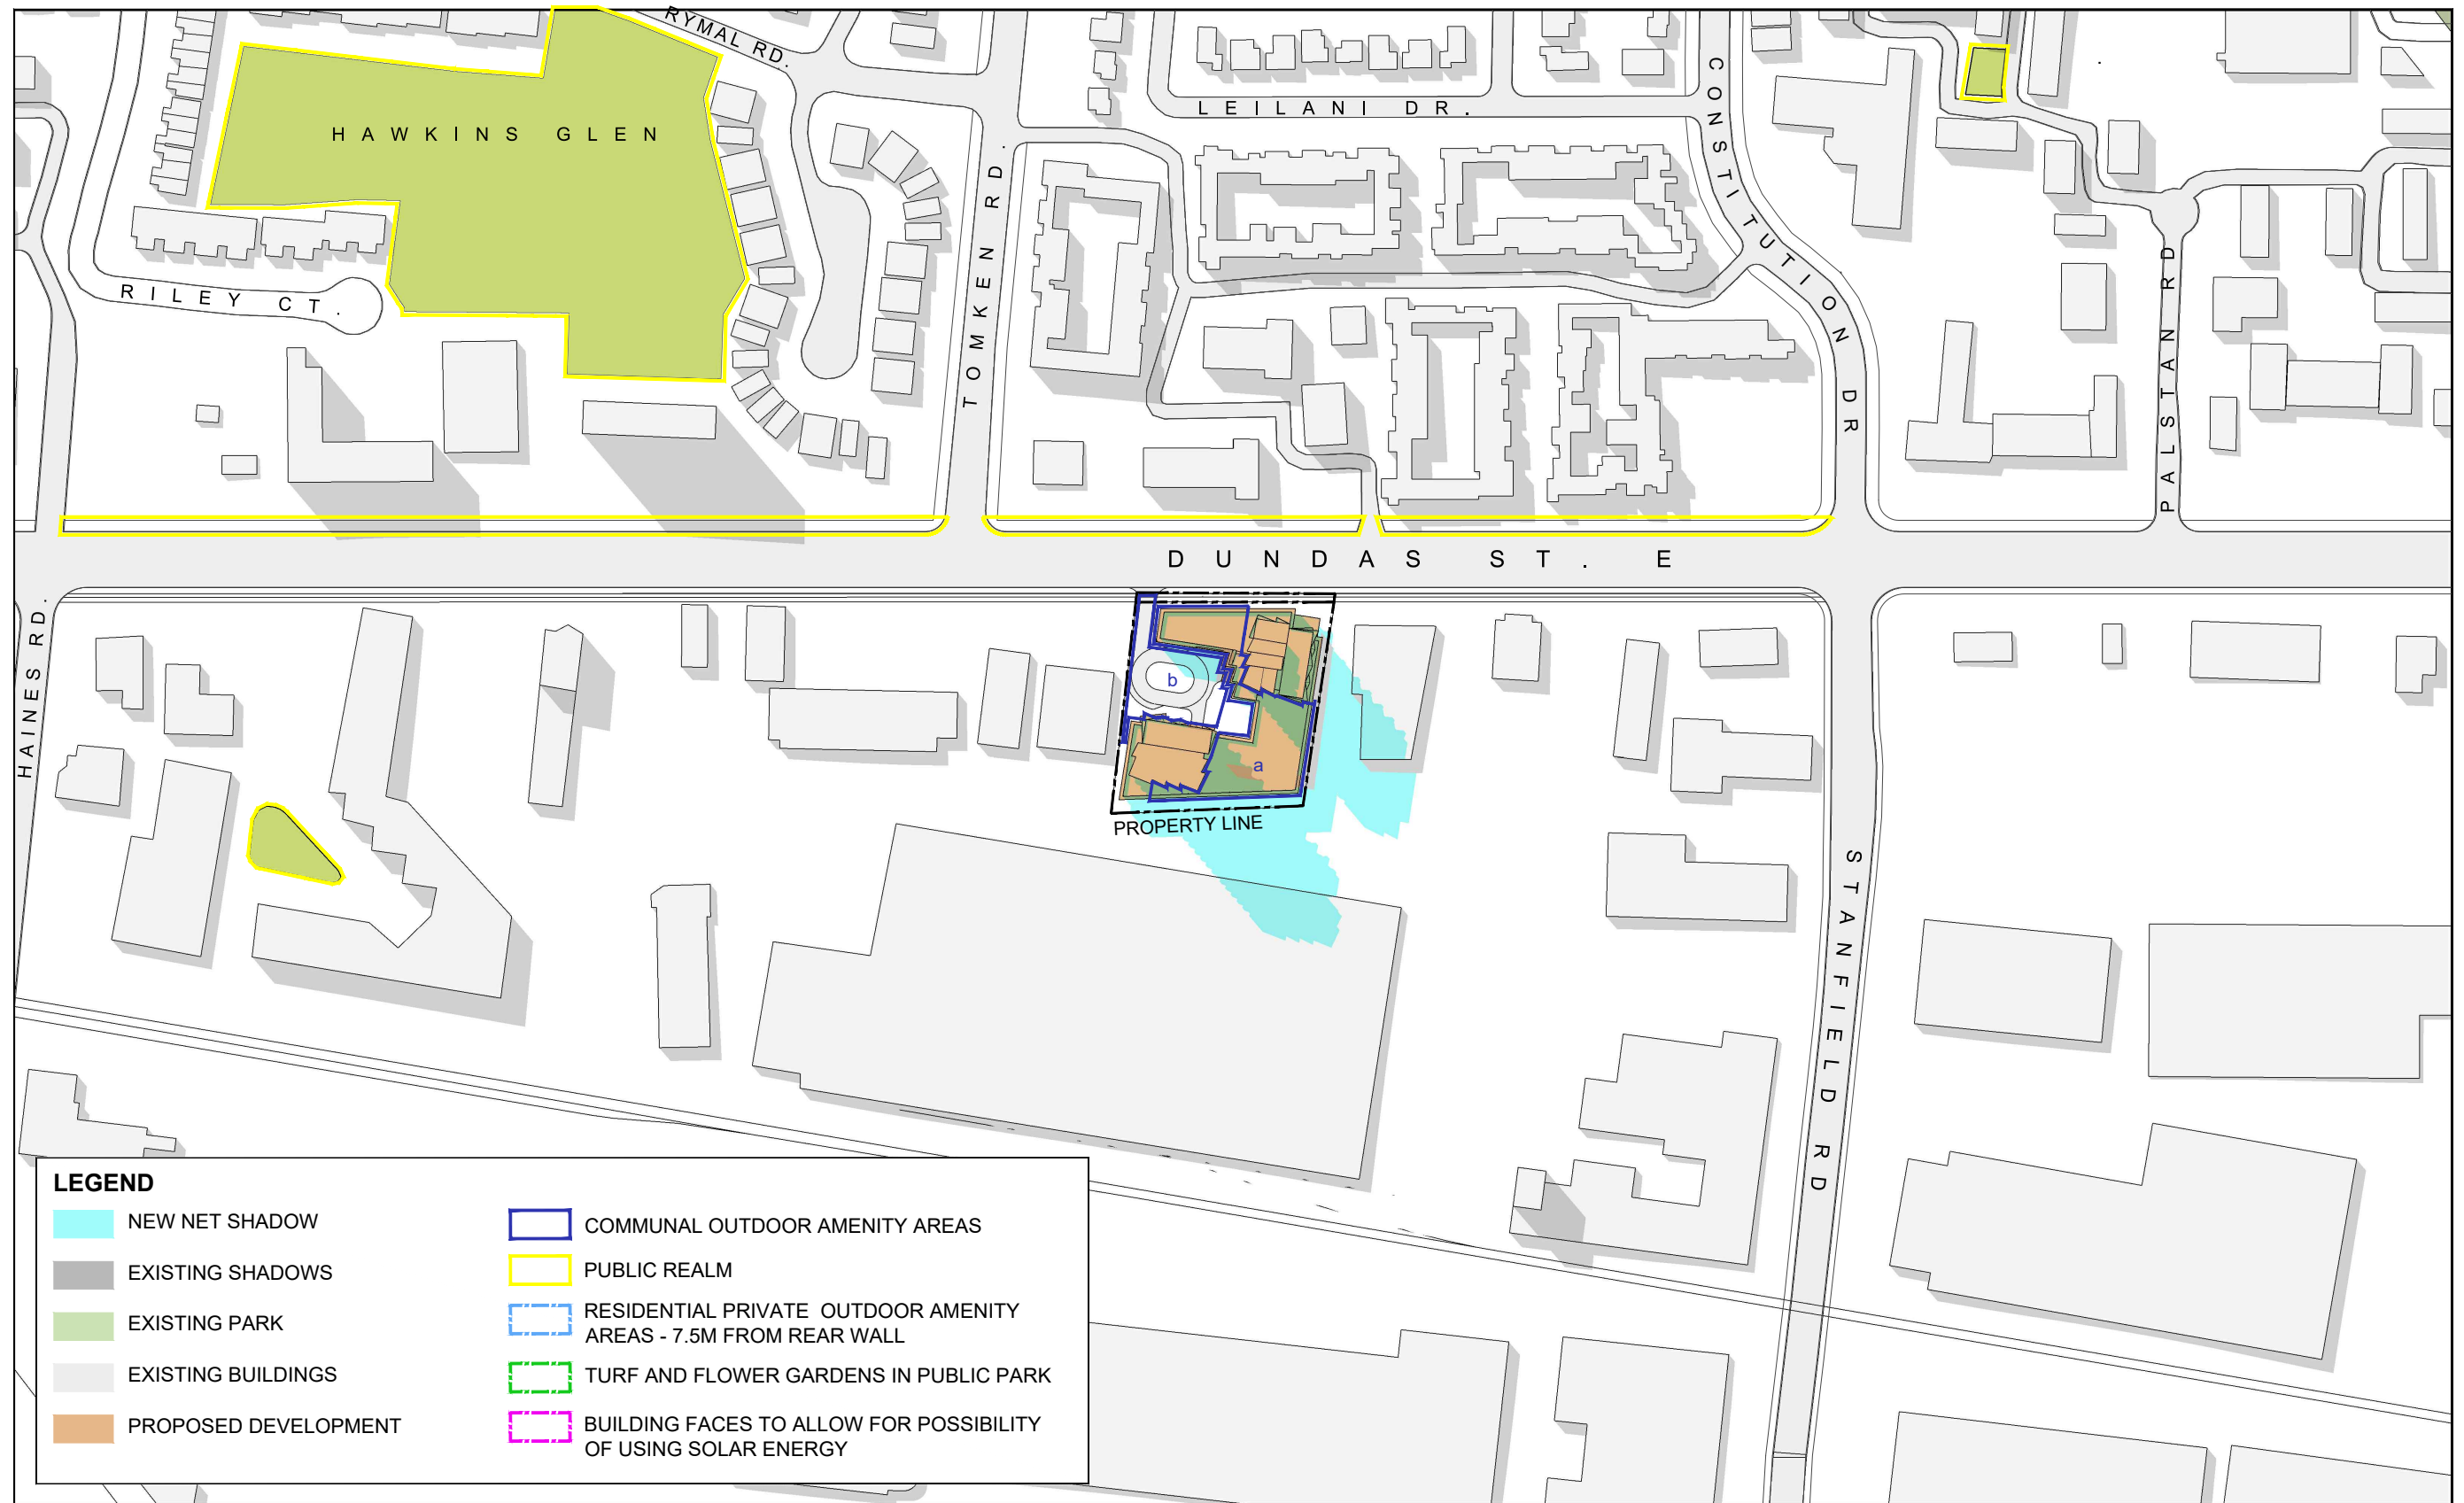 RYMAL RD.
HAWKINS GLEN
LEILANI DR.
CONSTITUTION DR
TOMKEN RD.
RILEY CT.
PALSTAN RD
DUNDAS ST. E
HAINES RD.
b
a
PROPERTY LINE
STANFIELD RD
LEGEND
NEW NET SHADOW
EXISTING SHADOWS
EXISTING PARK
EXISTING BUILDINGS
PROPOSED DEVELOPMENT
COMMUNAL OUTDOOR AMENITY AREAS
PUBLIC REALM
RESIDENTIAL PRIVATE OUTDOOR AMENITY
AREAS - 7.5M FROM REAR WALL
TURF AND FLOWER GARDENS IN PUBLIC PARK
BUILDING FACES TO ALLOW FOR POSSIBILITY
OF USING SOLAR ENERGY